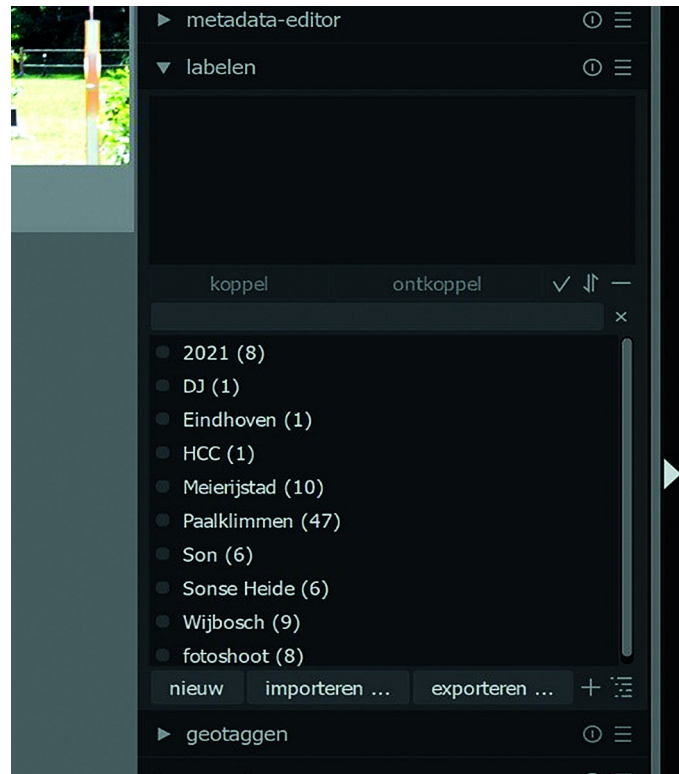 metadata-editor
labelen
koppel ontkoppel
2021 (8)
DJ (1)
Eindhoven (1)
HCC (1)
Meierijstad (10)
Paalklimmen (47)
Son (6)
Sonse Heide (6)
Wijbosch (9)
fotoshoot (8)
nieuw importeren ... exporteren ...
geotaggen